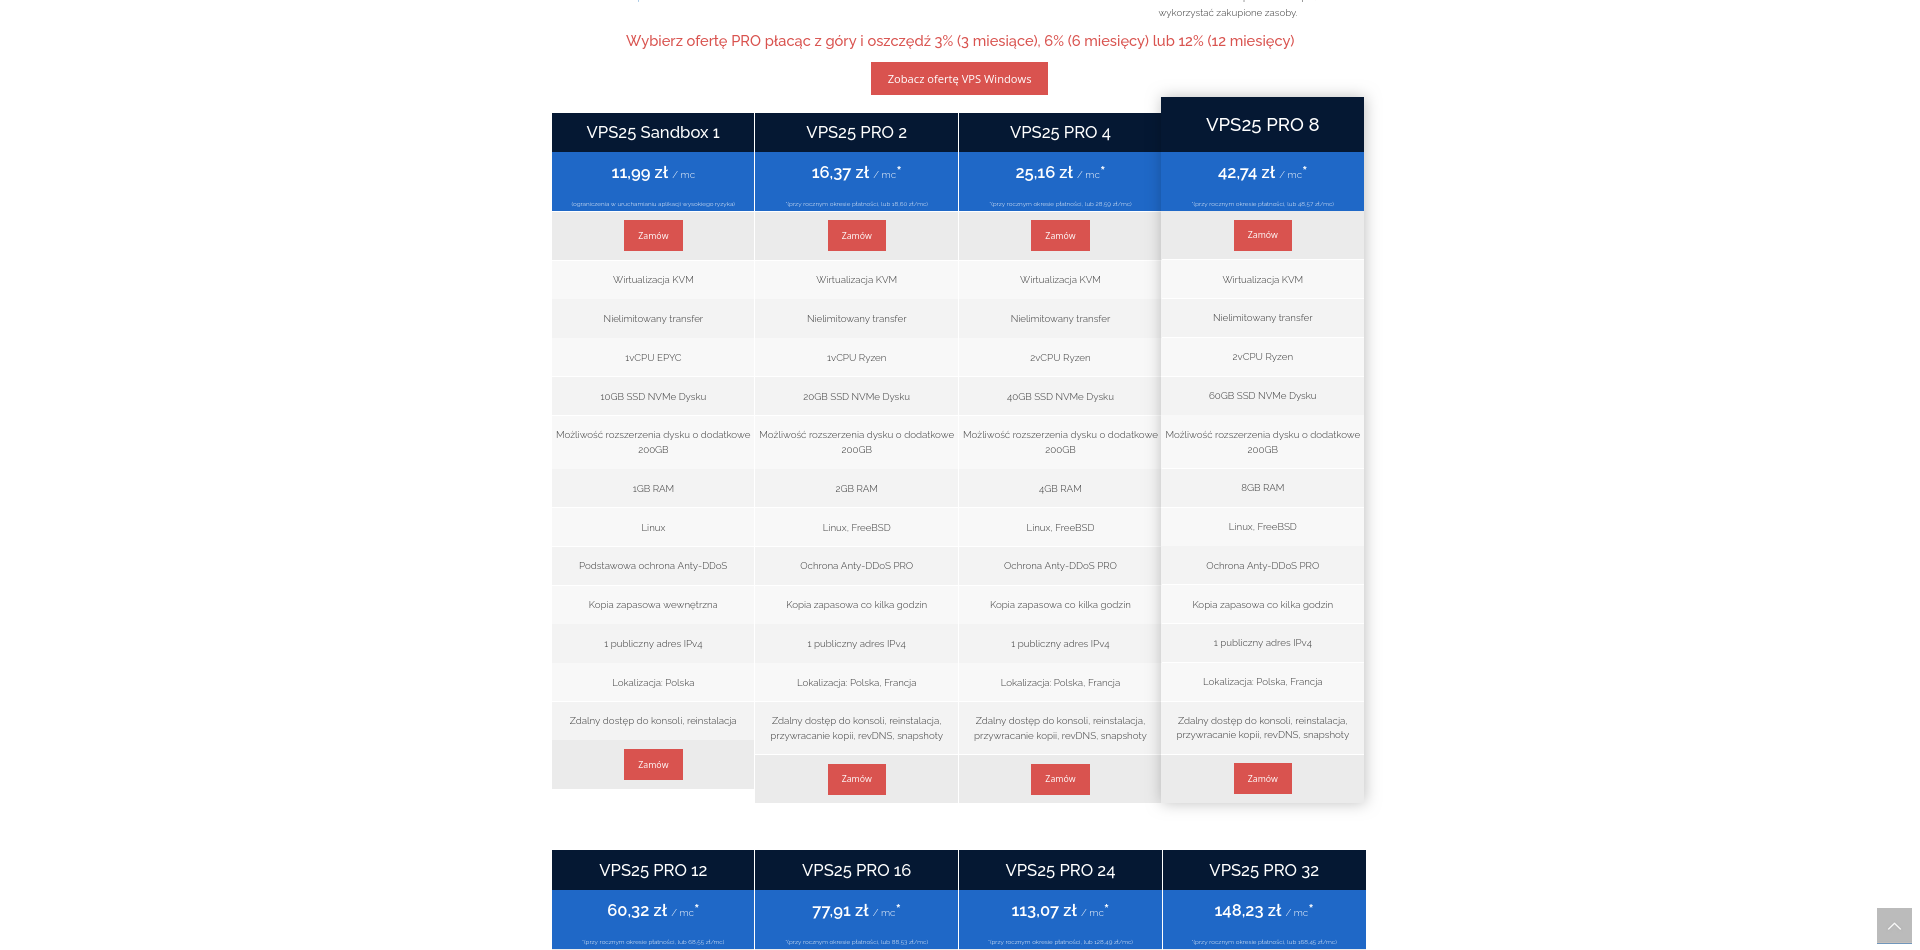 wykorzystać zakupione zasoby.
Wybierz ofertę PRO płacąc z góry i oszczędź 3% (3 miesiące), 6% (6 miesięcy) lub 12% (12 miesięcy)
Zobacz ofertę VPS Windows
VPS25 Sandbox 1
11,99 zł / mc
(ograniczenia w uruchamianiu aplikacji wysokiego ryzyka)
Zamów
Wirtualizacja KVM
Nielimitowany transfer
1vCPU EPYC
10GB SSD NVMe Dysku
Możliwość rozszerzenia dysku o dodatkowe
200GB
1GB RAM
Linux
Podstawowa ochrona Anty-DDoS
Kopia zapasowa wewnętrzna
1 publiczny adres IPv4
Lokalizacja: Polska
Zdalny dostęp do konsoli, reinstalacja
Zamów
VPS25 PRO 2
16,37 zł / mc*
*(przy rocznym okresie płatności, lub 18,60 zł/mc)
Zamów
Wirtualizacja KVM
Nielimitowany transfer
1vCPU Ryzen
20GB SSD NVMe Dysku
Możliwość rozszerzenia dysku o dodatkowe
200GB
2GB RAM
Linux, FreeBSD
Ochrona Anty-DDoS PRO
Kopia zapasowa co kilka godzin
1 publiczny adres IPv4
Lokalizacja: Polska, Francja
Zdalny dostęp do konsoli, reinstalacja,
przywracanie kopii, revDNS, snapshoty
Zamów
VPS25 PRO 4
25,16 zł / mc*
*(przy rocznym okresie płatności, lub 28,59 zł/mc)
Zamów
Wirtualizacja KVM
Nielimitowany transfer
2vCPU Ryzen
40GB SSD NVMe Dysku
Możliwość rozszerzenia dysku o dodatkowe
200GB
4GB RAM
Linux, FreeBSD
Ochrona Anty-DDoS PRO
Kopia zapasowa co kilka godzin
1 publiczny adres IPv4
Lokalizacja: Polska, Francja
Zdalny dostęp do konsoli, reinstalacja,
przywracanie kopii, revDNS, snapshoty
Zamów
VPS25 PRO 8
42,74 zł / mc*
*(przy rocznym okresie płatności, lub 48,57 zł/mc)
Zamów
Wirtualizacja KVM
Nielimitowany transfer
2vCPU Ryzen
60GB SSD NVMe Dysku
Możliwość rozszerzenia dysku o dodatkowe
200GB
8GB RAM
Linux, FreeBSD
Ochrona Anty-DDoS PRO
Kopia zapasowa co kilka godzin
1 publiczny adres IPv4
Lokalizacja: Polska, Francja
Zdalny dostęp do konsoli, reinstalacja,
przywracanie kopii, revDNS, snapshoty
Zamów
VPS25 PRO 12
60,32 zł / mc*
*(przy rocznym okresie płatności, lub 68,55 zł/mc)
VPS25 PRO 16
77,91 zł / mc*
*(przy rocznym okresie płatności, lub 88,53 zł/mc)
VPS25 PRO 24
113,07 zł / mc*
*(przy rocznym okresie płatności, lub 128,49 zł/mc)
VPS25 PRO 32
148,23 zł / mc*
*(przy rocznym okresie płatności, lub 168,45 zł/mc)